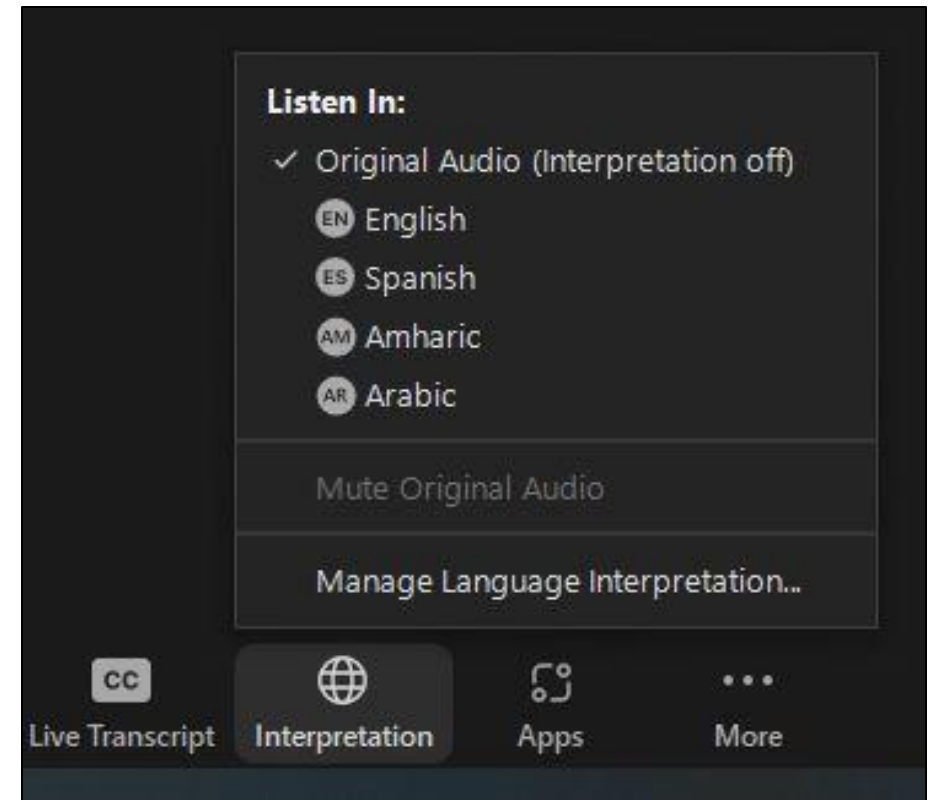 Listen In:
✓ Original Audio (Interpretation off)
EN English
ES Spanish
AM Amharic
AR Arabic
Mute Original Audio
Manage Language Interpretation...
CC
Live Transcript Interpretation Apps More